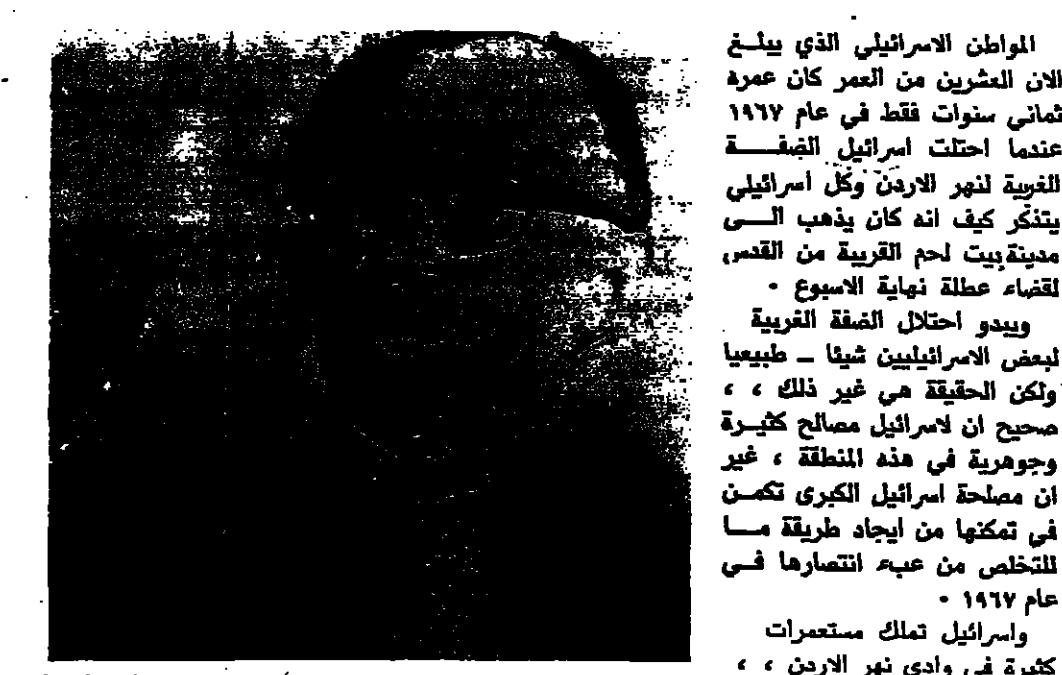 المواطن الاسرائيلي الذي يبلـغ
الان العشرين من العمر كان عمره
ثماني سنوات فقط في عام ١٩٦٧
عندما احتلت اسرائيل الضفـــة
الغربية لنهر الاردن وكل اسرائيلي
يتذكر كيف انه كان يذهب الـــى
مدينة بيت لحم القريبة من القدس
لقضاء عطلة نهاية الاسبوع ٠
ويبدو احتلال الضفة الغربية
لبعض الاسرائيليين شيئا ــ طبيعيا
ولكن الحقيقة هي غير ذلك ، ،
صحيح ان لاسرائيل مصالح كثيـرة
وجوهرية في هذه المنطقة ، غير
ان مصلحة اسرائيل الكبرى تكمـن
في تمكنها من ايجاد طريقة مـــا
للتخلص من عبء انتصارها فــي
عام ١٩٦٧ ٠
واسرائيل تملك مستعمرات
كثيرة في وادي نهر الاردن ، ،